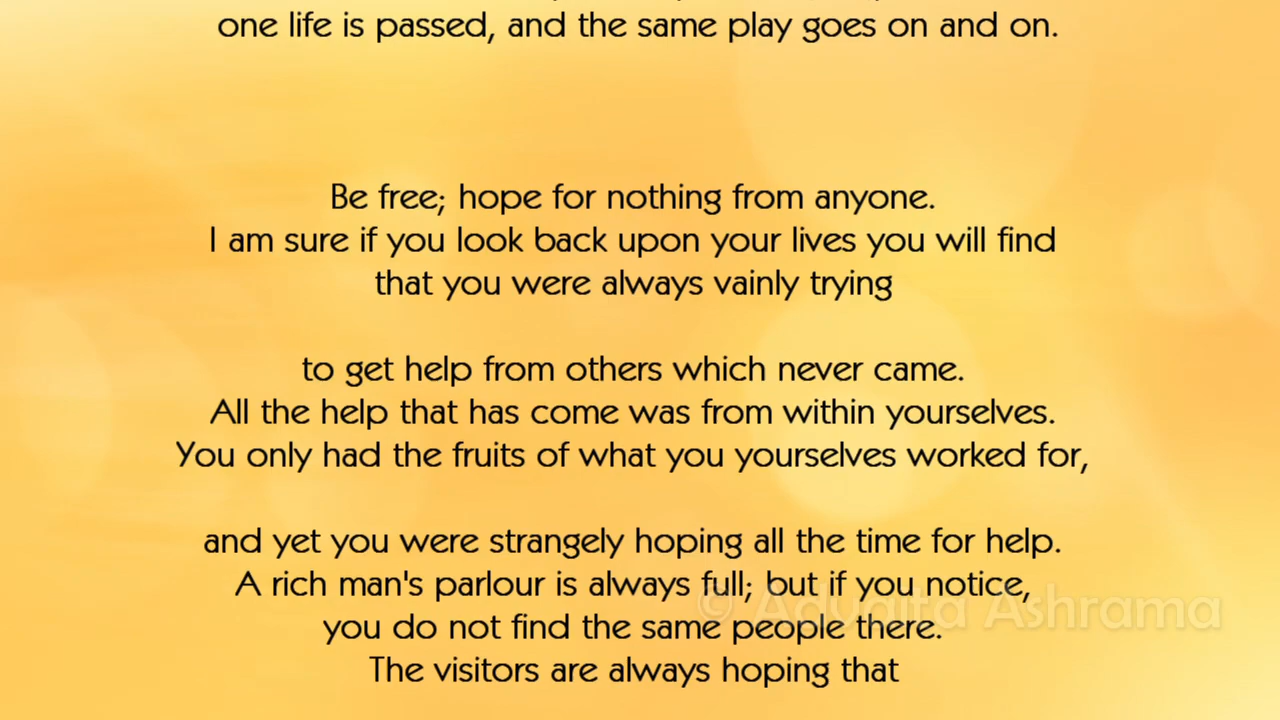 one life is passed, and the same play goes on and on.
Be free; hope for nothing from anyone.
I am sure if you look back upon your lives you will find
that you were always vainly trying
to get help from others which never came.
All the help that has come was from within yourselves.
You only had the fruits of what you yourselves worked for,
and yet you were strangely hoping all the time for help.
A rich man's parlour is always full; but if you notice,
© Advaita Ashrama
you do not find the same people there.
The visitors are always hoping that